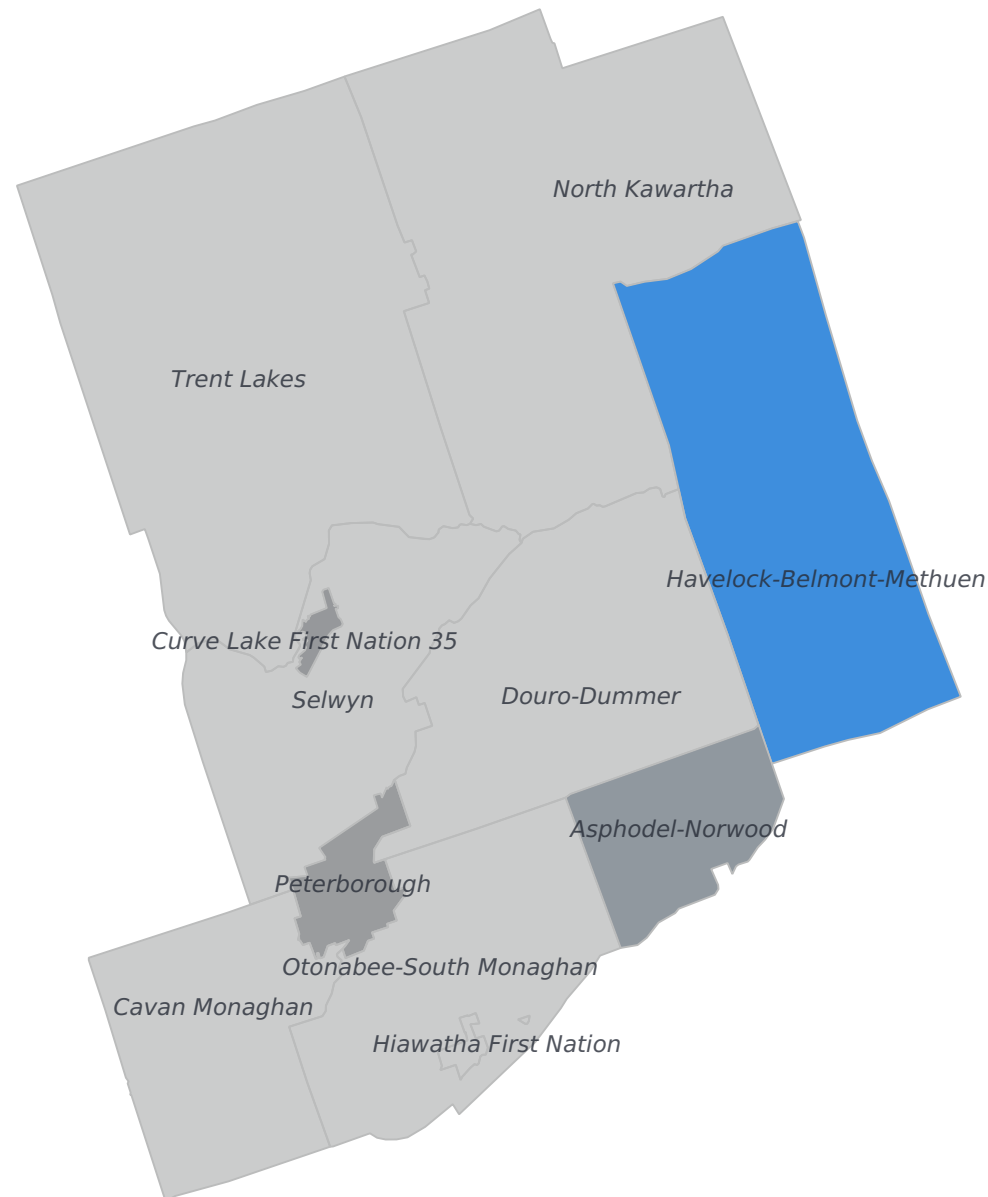 North Kawartha
Trent Lakes
Havelock-Belmont-Methuen
Curve Lake First Nation 35
Selwyn
Douro-Dummer
Asphodel-Norwood
Peterborough
Otonabee-South Monaghan
Cavan Monaghan
Hiawatha First Nation